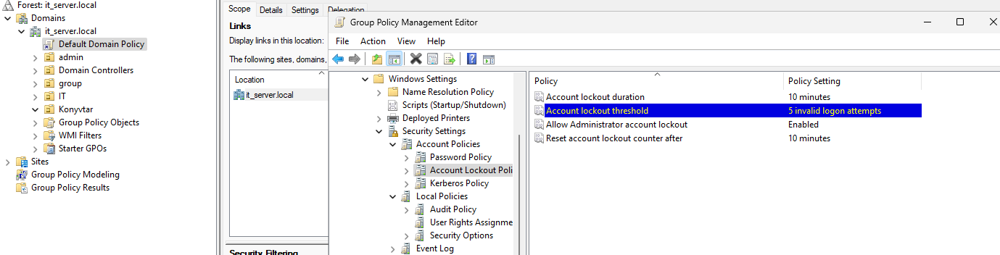 Forest: it_server.local
Domains
it_server.local
Default Domain Policy
admin
Domain Controllers
group
IT
Konyvtar
Group Policy Objects
WMI Filters
Starter GPOs
Sites
Group Policy Modeling
Group Policy Results
Scope Details Settings Delegation
Links
Display links in this location:
The following sites, domains,
Location
it_server.local
Security Filtering
Group Policy Management Editor
File Action View Help
Windows Settings
Name Resolution Policy
Scripts (Startup/Shutdown)
Deployed Printers
Security Settings
Account Policies
Password Policy
Account Lockout Poli
Kerberos Policy
Local Policies
Audit Policy
User Rights Assignme
Security Options
Event Log
Policy Policy Setting
Account lockout duration 10 minutes
Account lockout threshold 5 invalid logon attempts
Allow Administrator account lockout Enabled
Reset account lockout counter after 10 minutes